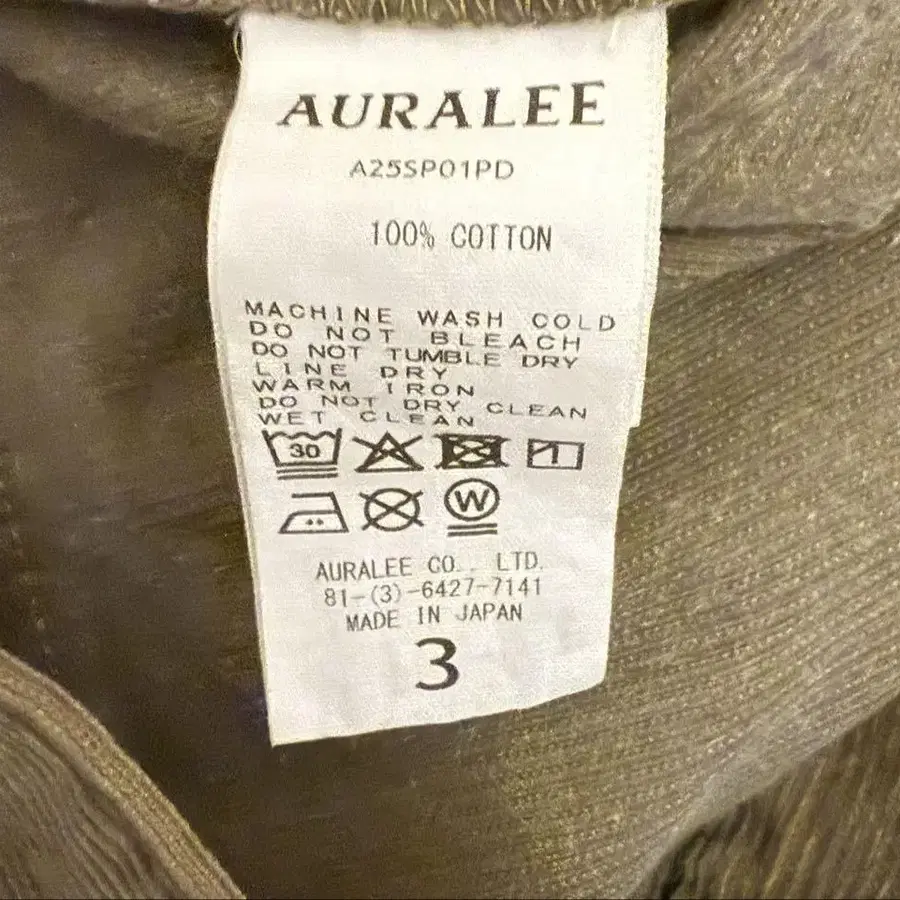 AURALEE
A25SP01PD
100% COTTON
MACHINE WASH COLD
DO NOT BLEACH
DO NOT TUMBLE DRY
LINE DRY
WARM IRON
DO NOT DRY CLEAN
WET CLEAN
30 1
W
AURALEE CO., LTD.
81-(3)-6427-7141
MADE IN JAPAN
3